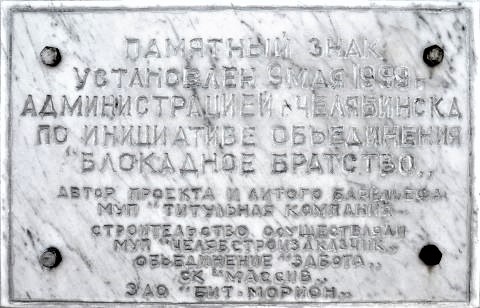 ПАМЯТНЫЙ ЗНАК
УСТАНОВЛЕН 9 МАЯ 1999 г.
АДМИНИСТРАЦИЕЙ г. ЧЕЛЯБИНСКА
ПО ИНИЦИАТИВЕ ОБЪЕДИНЕНИЯ
"БЛОКАДНОЕ БРАТСТВО"
АВТОР ПРОЕКТА И ЛИТОГО БАРЕЛЬЕФА
МУП "ТИТУЛЬНАЯ КОМПАНИЯ"
СТРОИТЕЛЬСТВО ОСУЩЕСТВЛЯЛИ
МУП "ЧЕЛЯБСТРОЙЗАКАЗЧИК"
ОБЪЕДИНЕНИЕ "ЗАБОТА"
СК "МАССИВ"
ЗАО "БИТ-МОРИОН"